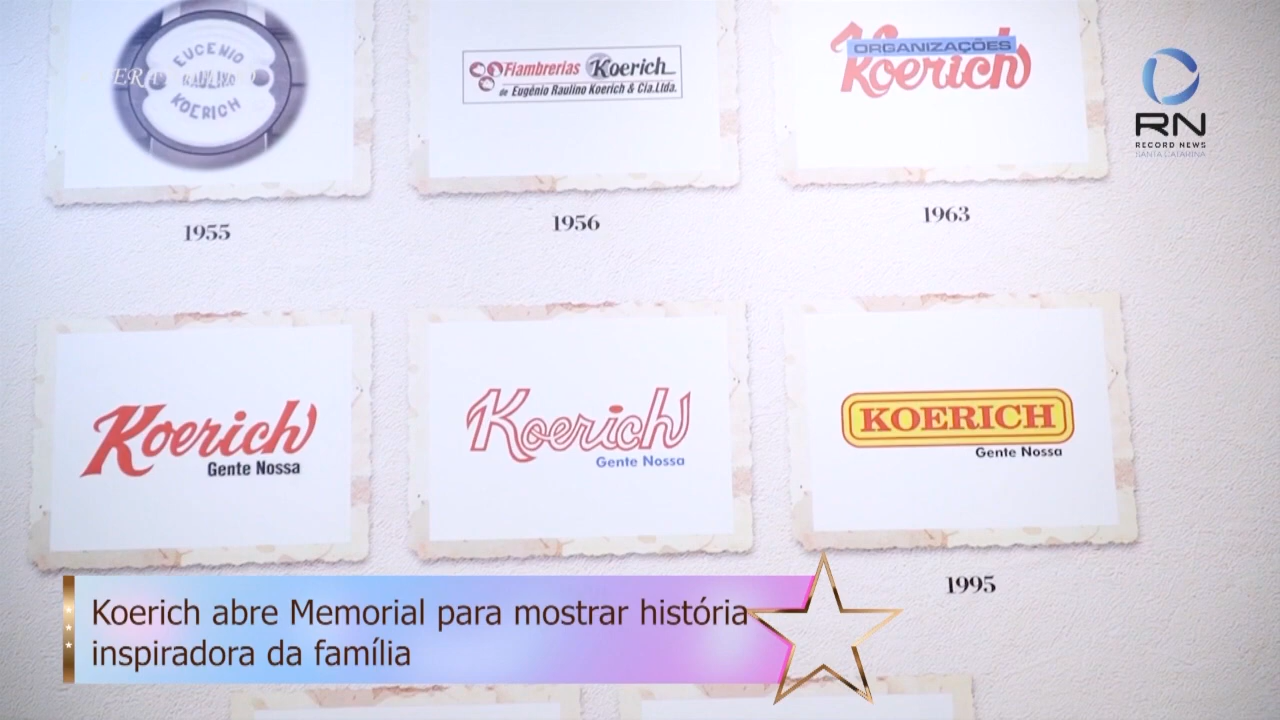 EUGENIO
RAULINO
KOERICH
Fiambrerias Koerich
de Eugênio Raulino Koerich & Cia.Ltda.
ORGANIZAÇÕES
Koerich
RN
RECORD NEWS
SANTA CATARINA
1955
1956
1963
Koerich
Gente Nossa
Koerich
Gente Nossa
KOERICH
Gente Nossa
1995
Koerich abre Memorial para mostrar história
inspiradora da família